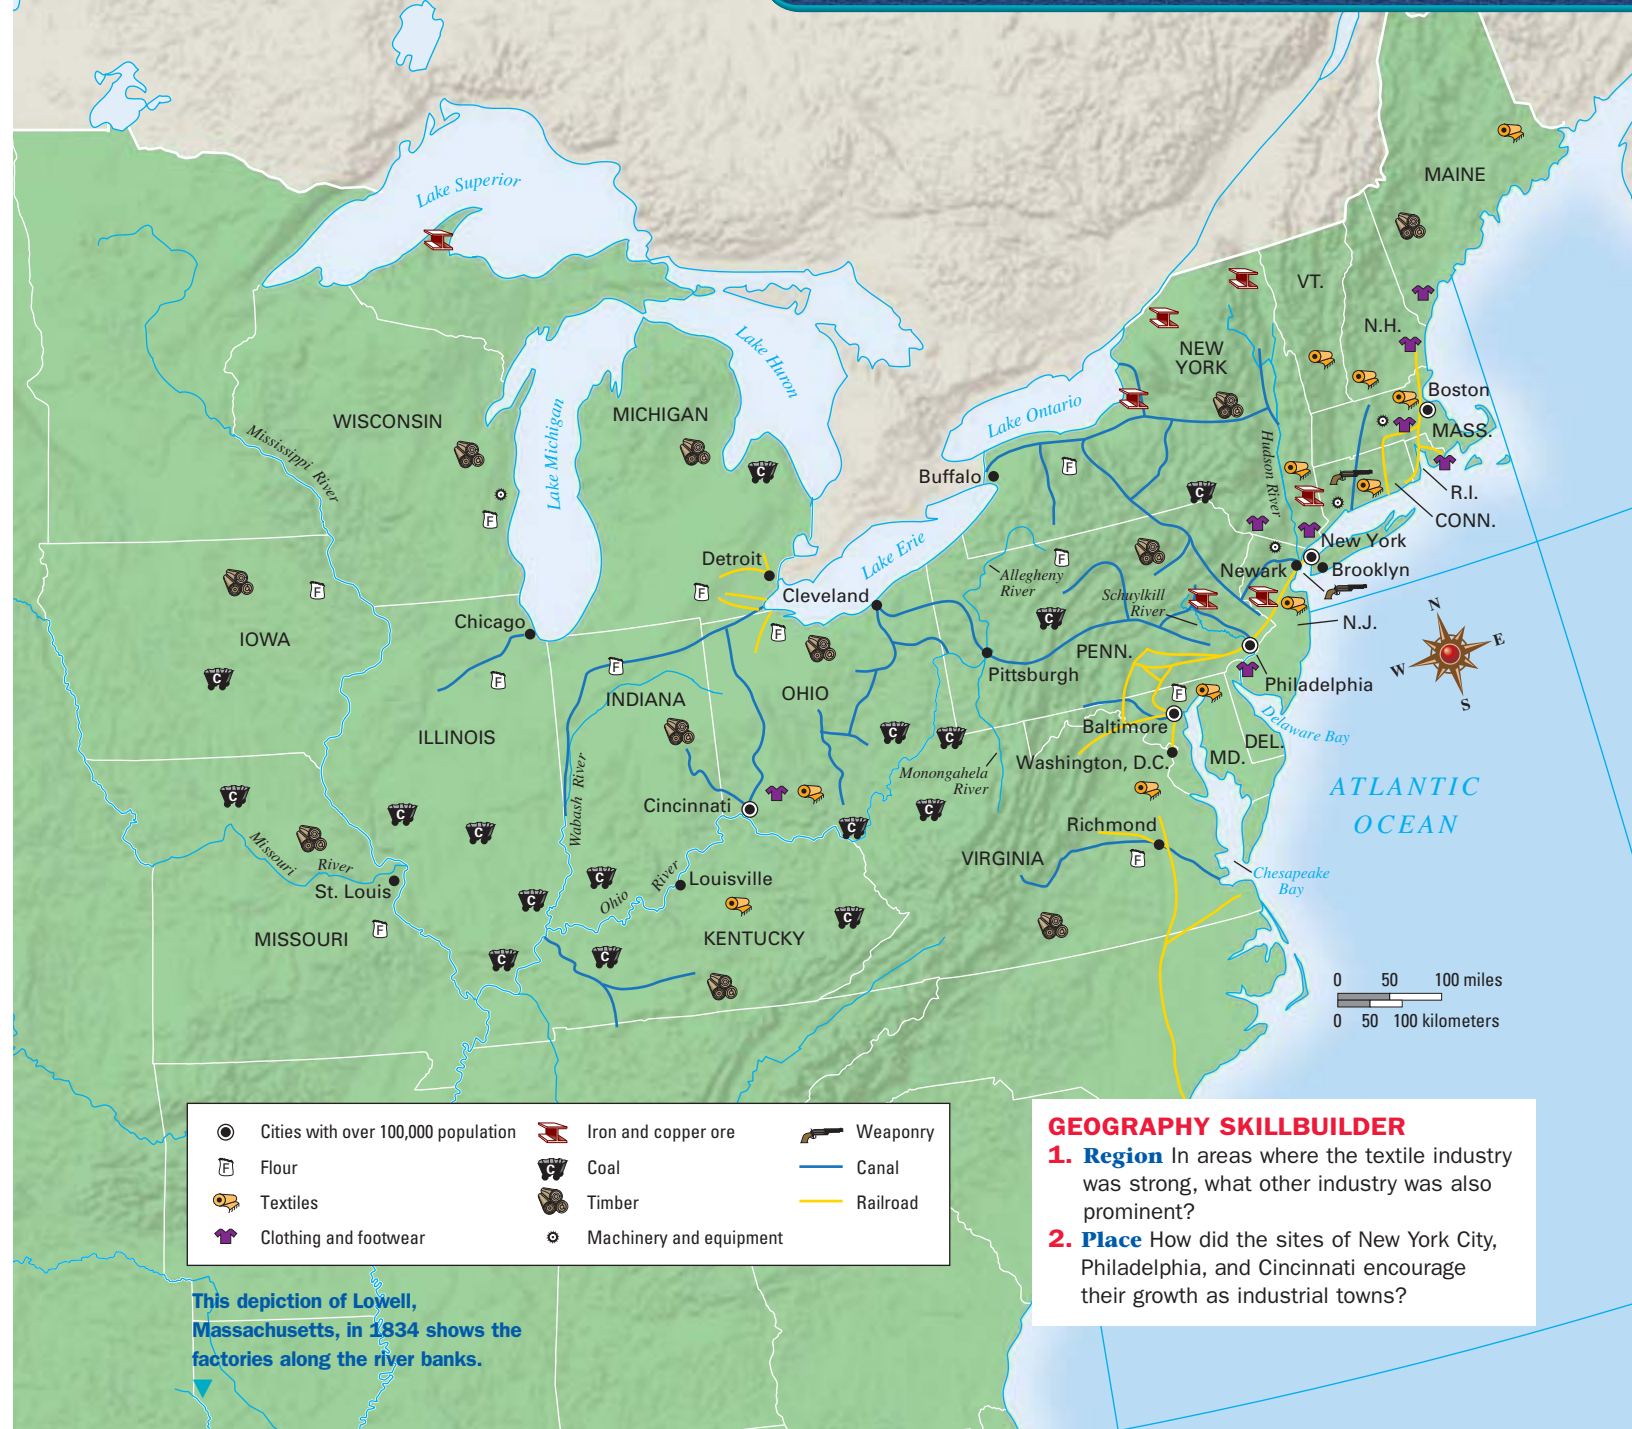 MAINE
Lake Superior
VT.
N.H.
NEW
YORK
Lake Huron
Boston
MASS.
WISCONSIN
MICHIGAN
Lake Michigan
Lake Ontario
Mississippi River
Hudson River
Buffalo
R.I.
CONN.
New York
Lake Erie
Detroit
Newark
Brooklyn
Allegheny
River
Cleveland
Schuylkill
River
Chicago
N.J.
IOWA
PENN.
Pittsburgh
Philadelphia
INDIANA
OHIO
Delaware Bay
Baltimore
ILLINOIS
DEL.
MD.
Washington, D.C.
Monongahela
River
ATLANTIC
OCEAN
Wabash River
Cincinnati
Richmond
VIRGINIA
Missouri River
Chesapeake
Bay
St. Louis
Ohio River
Louisville
MISSOURI
KENTUCKY
N
E
W
S
0 50 100 miles
0 50 100 kilometers
Cities with over 100,000 population
Flour
Textiles
Clothing and footwear
Iron and copper ore
Coal
Timber
Machinery and equipment
Weaponry
Canal
Railroad
GEOGRAPHY SKILLBUILDER
1. Region In areas where the textile industry
was strong, what other industry was also
prominent?
2. Place How did the sites of New York City,
Philadelphia, and Cincinnati encourage
their growth as industrial towns?
This depiction of Lowell,
Massachusetts, in 1834 shows the
factories along the river banks.